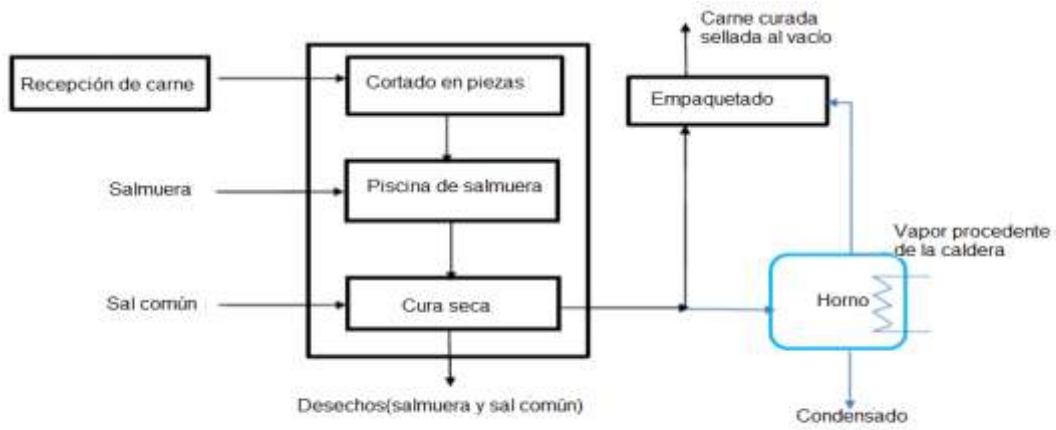 Carne curada
sellada al vacío
Recepción de carne
Cortado en piezas
Empaquetado
Salmuera
Piscina de salmuera
Vapor procedente
de la caldera
Sal común
Cura seca
Horno
Desechos(salmuera y sal común)
Condensado